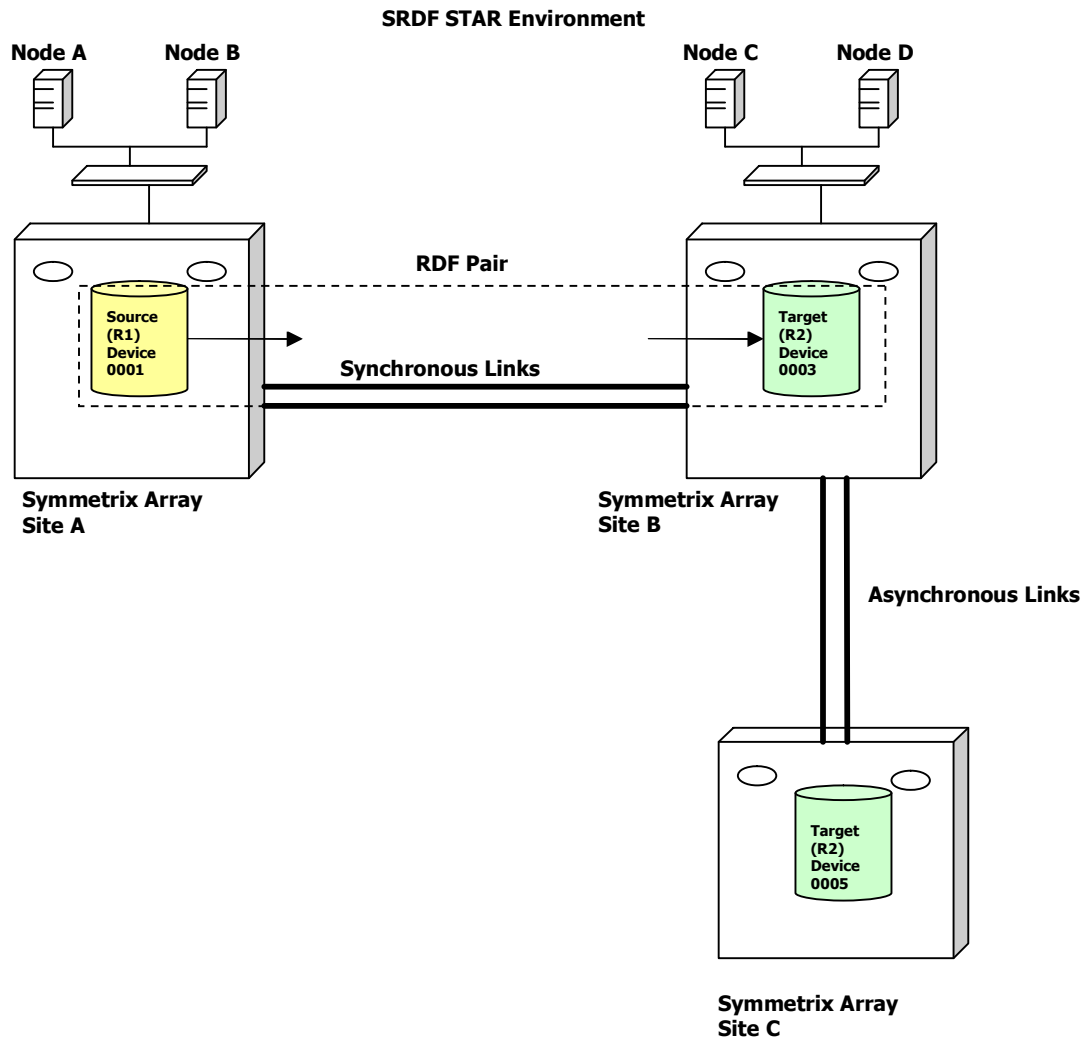 SRDF STAR Environment
Node A
Node B
Node C
Node D
RDF Pair
Source
(R1)
Device
0001
Target
(R2)
Device
0003
Synchronous Links
Symmetrix Array
Site A
Symmetrix Array
Site B
Asynchronous Links
Target
(R2)
Device
0005
Symmetrix Array
Site C